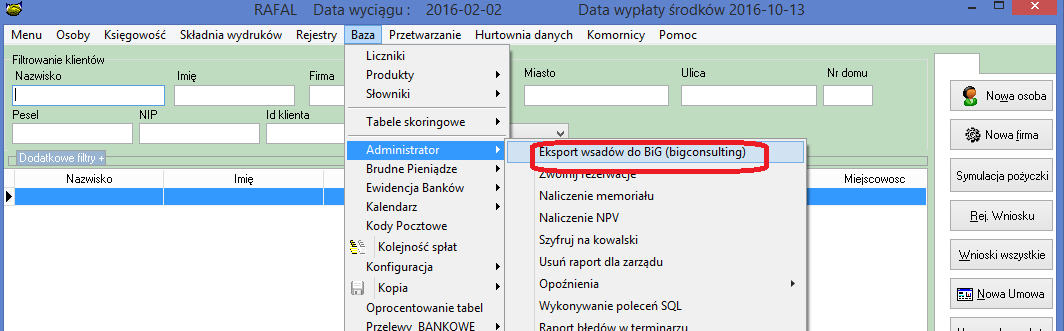 RAFAL Data wyciągu : 2016-02-02 Data wypłaty środków 2016-10-13
Menu Osoby Księgowość Składnia wydruków Rejestry Baza Przetwarzanie Hurtownia danych Komornicy Pomoc
Filtrowanie klientów
Nazwisko Imię Firma Miasto Ulica Nr domu
Pesel NIP Id klienta
Dodatkowe filtry +
Nazwisko Imię Miejscowosc
Liczniki
Produkty
Słowniki
Tabele skoringowe
Administrator
Brudne Pieniądze
Ewidencja Banków
Kalendarz
Kody Pocztowe
Kolejność spłat
Konfiguracja
Kopia
Oprocentowanie tabel
Przelewy BANKOWE
Eksport wsadów do BiG (bigconsulting)
Zwolnij rezerwacje
Naliczenie memoriału
Naliczenie NPV
Szyfruj na kowalski
Usuń raport dla zarządu
Opoźnienia
Wykonywanie poleceń SQL
Raport błędów w terminarzu
Nowa osoba
Nowa firma
Symulacja pożyczki
Rej. Wniosku
Wnioski wszystkie
Nowa Umowa